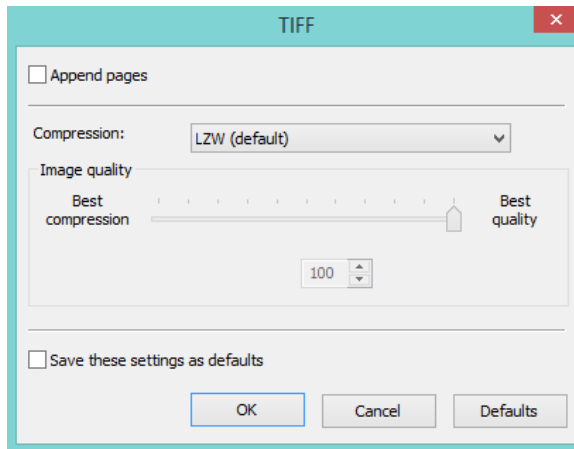 TIFF
Append pages
Compression:
LZW (default)
Image quality
Best
compression
Best
quality
100
Save these settings as defaults
OK
Cancel
Defaults